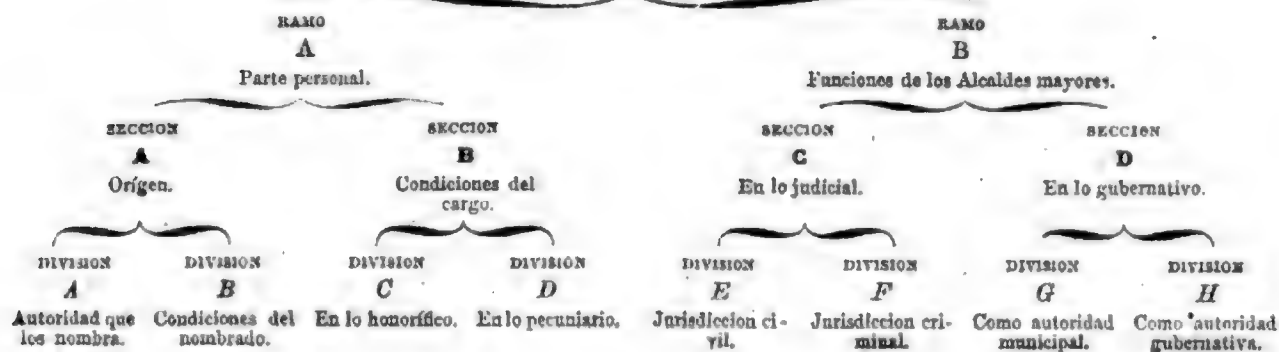 RAMO
A
Parte personal.
RAMO
B
Funciones de los Alcaldes mayores.
SECCION
A
Orígen.
SECCION
B
Condiciones del
cargo.
SECCION
C
En lo judicial.
SECCION
D
En lo gubernativo.
DIVISION
A
Autoridad que
los nombra.
DIVISION
B
Condiciones del
nombrado.
DIVISION
C
En lo honorífico.
DIVISION
D
En lo pecuniario.
DIVISION
E
Jurisdiccion ci-
vil.
DIVISION
F
Jurisdiccion cri-
minal.
DIVISION
G
Como autoridad
municipal.
DIVISION
H
Como autoridad
gubernativa.